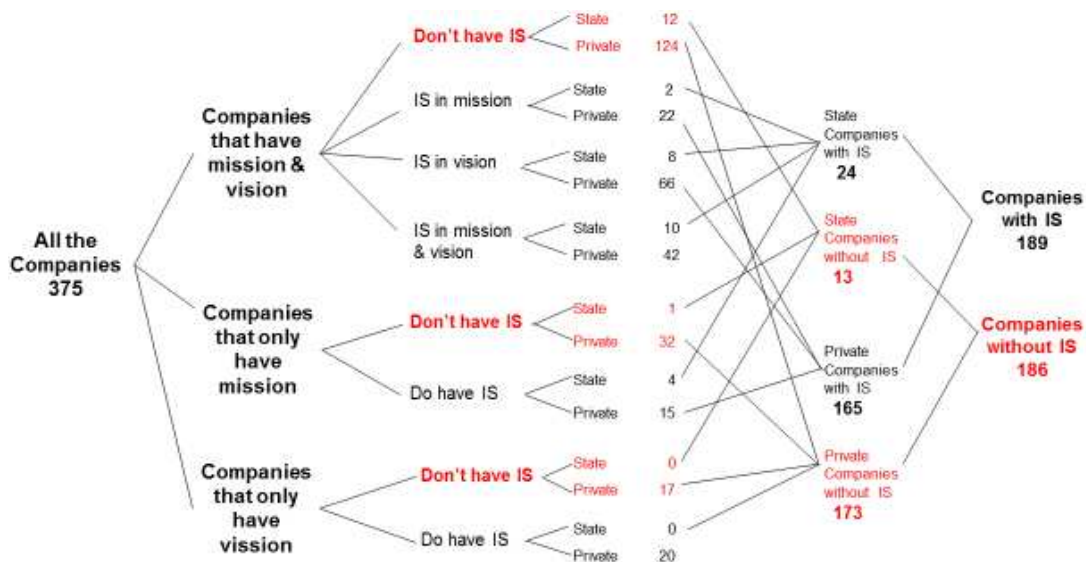 All the
Companies
375
Companies
that have
mission &
vision
Companies
that only
have
mission
Companies
that only
have
vission
Don't have IS
IS in mission
IS in vision
IS in mission
& vision
Don't have IS
Do have IS
Don't have IS
Do have IS
State 12
Private 124
State 2
Private 22
State 8
Private 66
State 10
Private 42
State 1
Private 32
State 4
Private 15
State 0
Private 17
State 0
Private 20
State
Companies
with IS
24
State
Companies
without IS
13
Private
Companies
with IS
165
Private
Companies
without IS
173
Companies
with IS
189
Companies
without IS
186